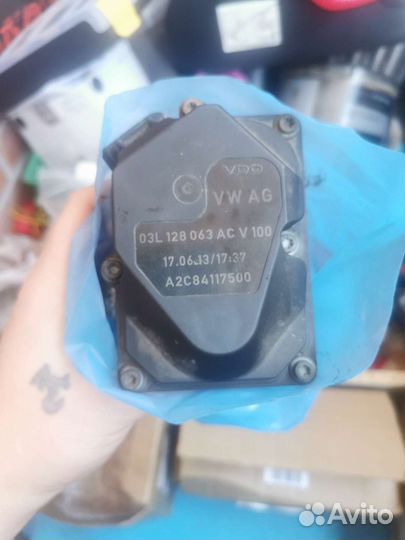 VDO
VW AG
03L 128 063 AC V 100
17.06.13/17:37
A2C84117500
Avito